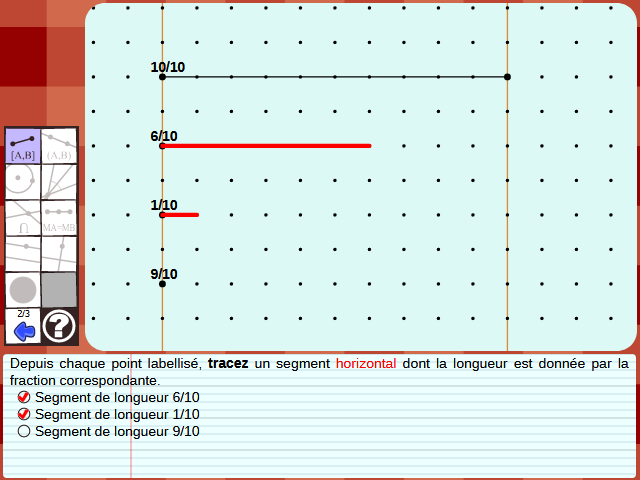 10/10
6/10
1/10
9/10
[A,B]
(A,B)
∩
MA=MB
2/3
?
Depuis chaque point labellisé, tracez un segment horizontal dont la longueur est donnée par la
fraction correspondante.
Segment de longueur 6/10
Segment de longueur 1/10
Segment de longueur 9/10